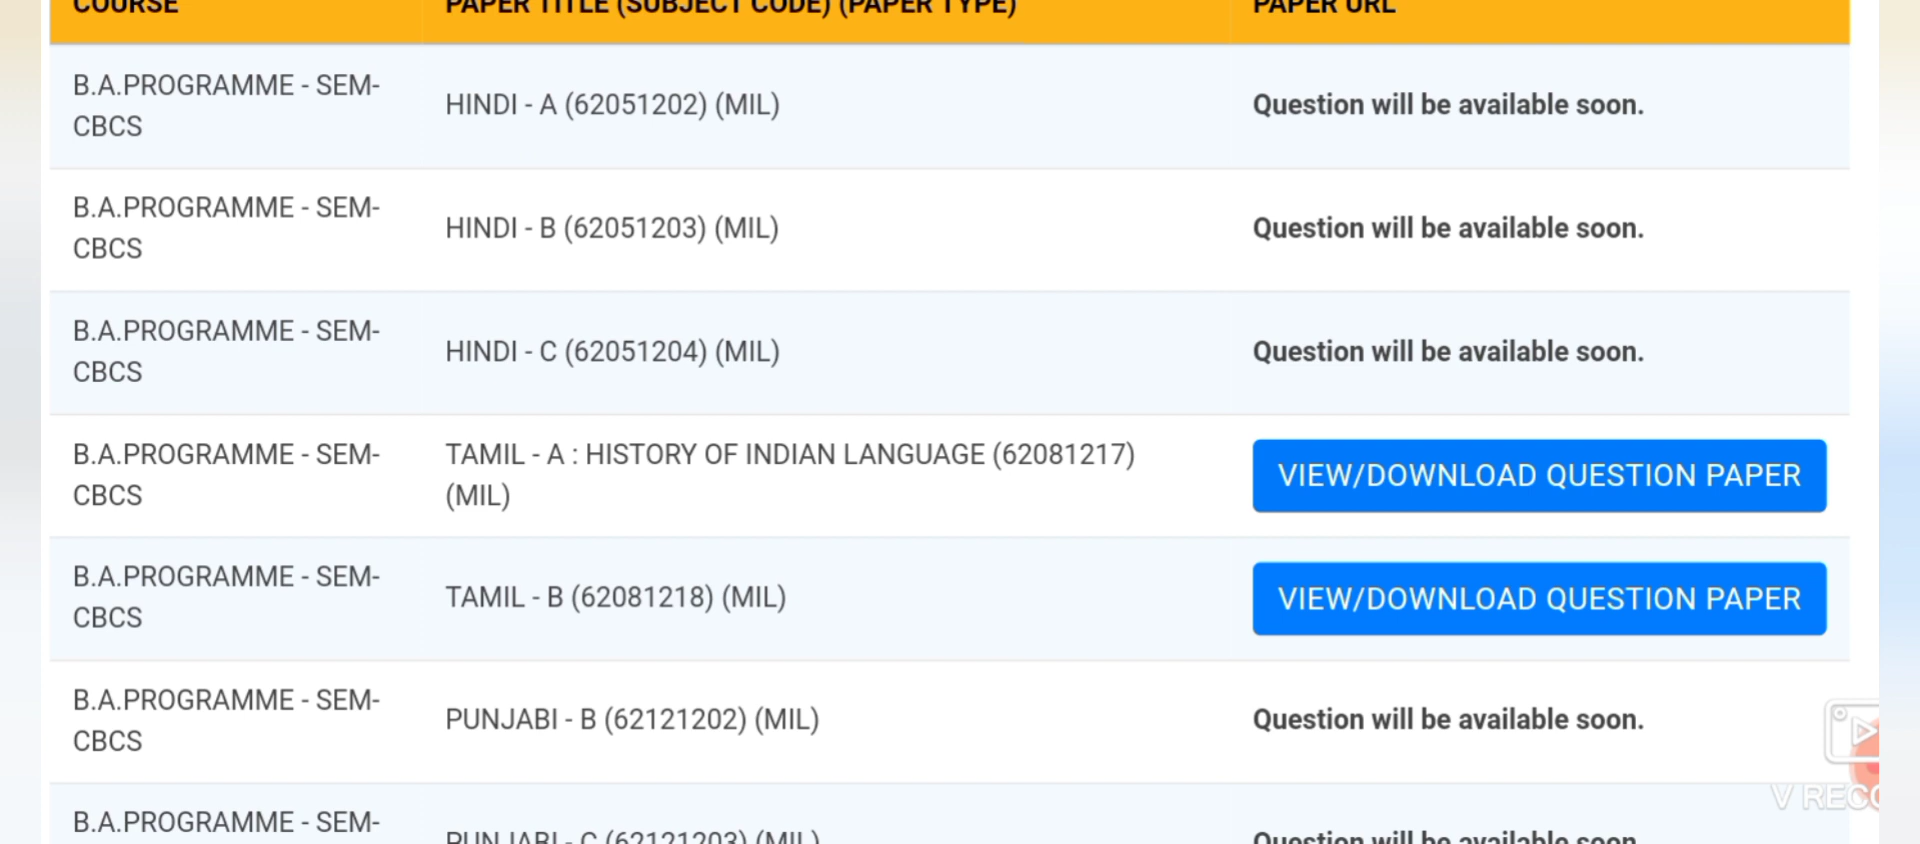 COURSE PAPER TITLE (SUBJECT CODE) (PAPER TYPE) PAPER URL
B.A.PROGRAMME - SEM-
CBCS
HINDI - A (62051202) (MIL)
Question will be available soon.
B.A.PROGRAMME - SEM-
CBCS
HINDI - B (62051203) (MIL)
Question will be available soon.
B.A.PROGRAMME - SEM-
CBCS
HINDI - C (62051204) (MIL)
Question will be available soon.
B.A.PROGRAMME - SEM-
CBCS
TAMIL - A : HISTORY OF INDIAN LANGUAGE (62081217)
(MIL)
VIEW/DOWNLOAD QUESTION PAPER
B.A.PROGRAMME - SEM-
CBCS
TAMIL - B (62081218) (MIL)
VIEW/DOWNLOAD QUESTION PAPER
B.A.PROGRAMME - SEM-
CBCS
PUNJABI - B (62121202) (MIL)
Question will be available soon.
B.A.PROGRAMME - SEM-
PUNJABI - C (62121203) (MIL)
Question will be available soon.
V REC